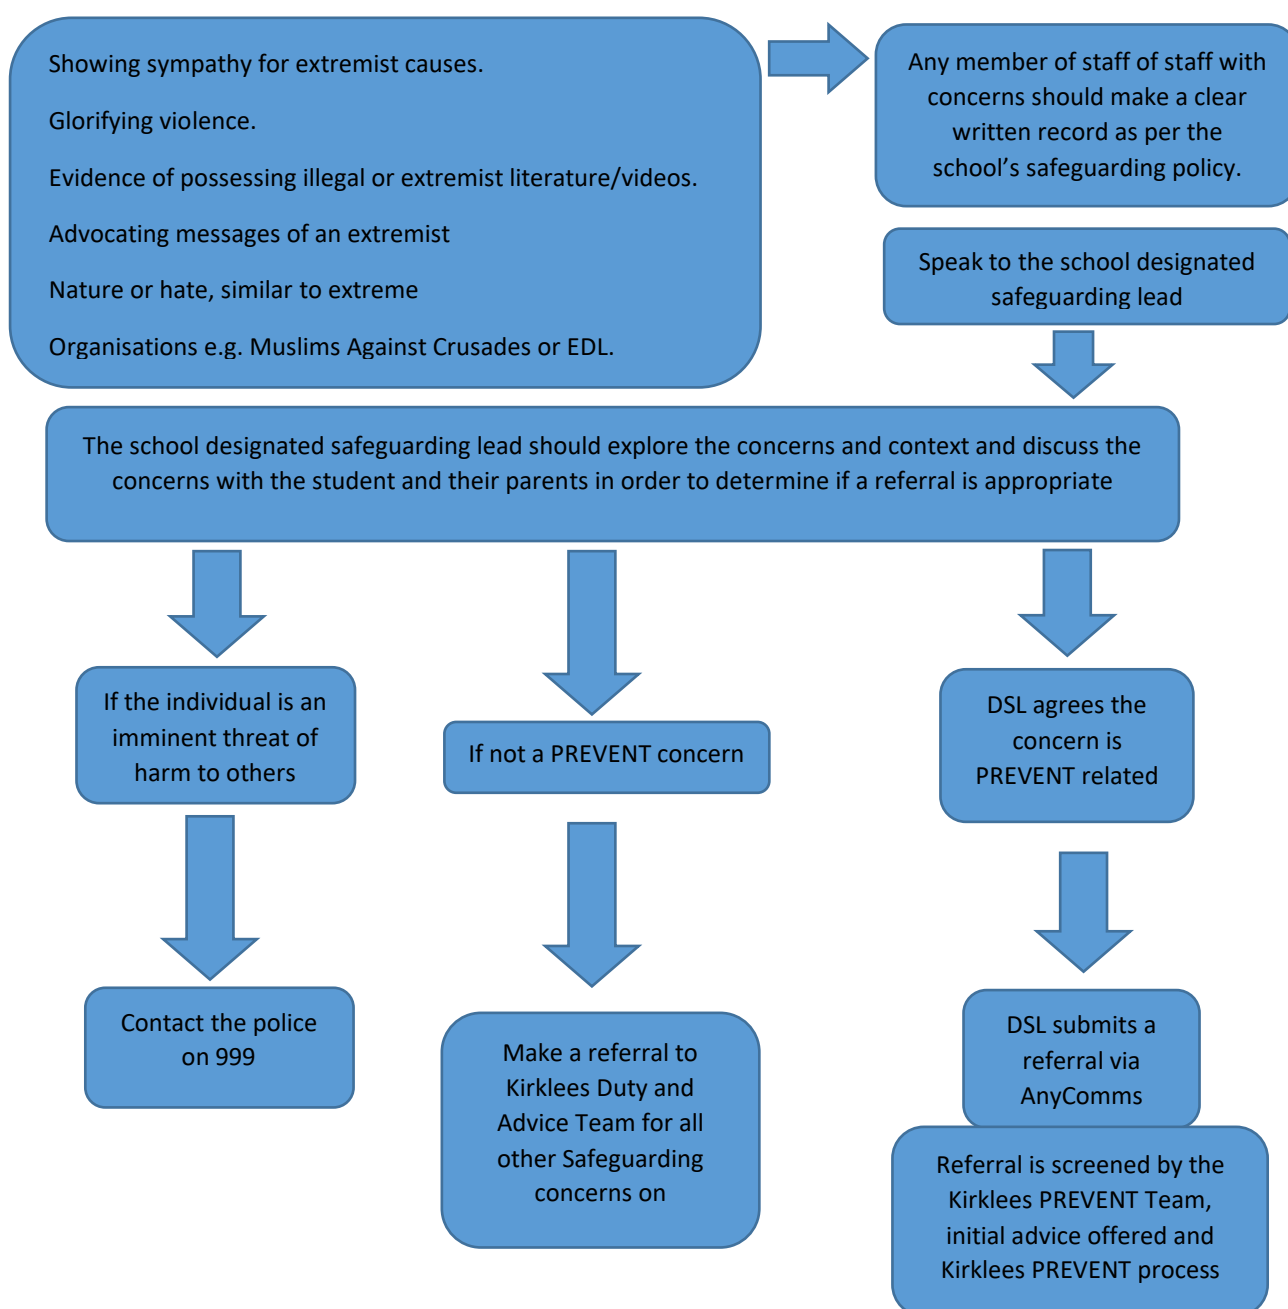 Showing sympathy for extremist causes.
Glorifying violence.
Evidence of possessing illegal or extremist literature/videos.
Advocating messages of an extremist
Nature or hate, similar to extreme
Organisations e.g. Muslims Against Crusades or EDL.
Any member of staff of staff with
concerns should make a clear
written record as per the
school’s safeguarding policy.
Speak to the school designated
safeguarding lead
The school designated safeguarding lead should explore the concerns and context and discuss the
concerns with the student and their parents in order to determine if a referral is appropriate
If the individual is an
imminent threat of
harm to others
If not a PREVENT concern
DSL agrees the
concern is
PREVENT related
Contact the police
on 999
Make a referral to
Kirklees Duty and
Advice Team for all
other Safeguarding
concerns on
DSL submits a
referral via
AnyComms
Referral is screened by the
Kirklees PREVENT Team,
initial advice offered and
Kirklees PREVENT process